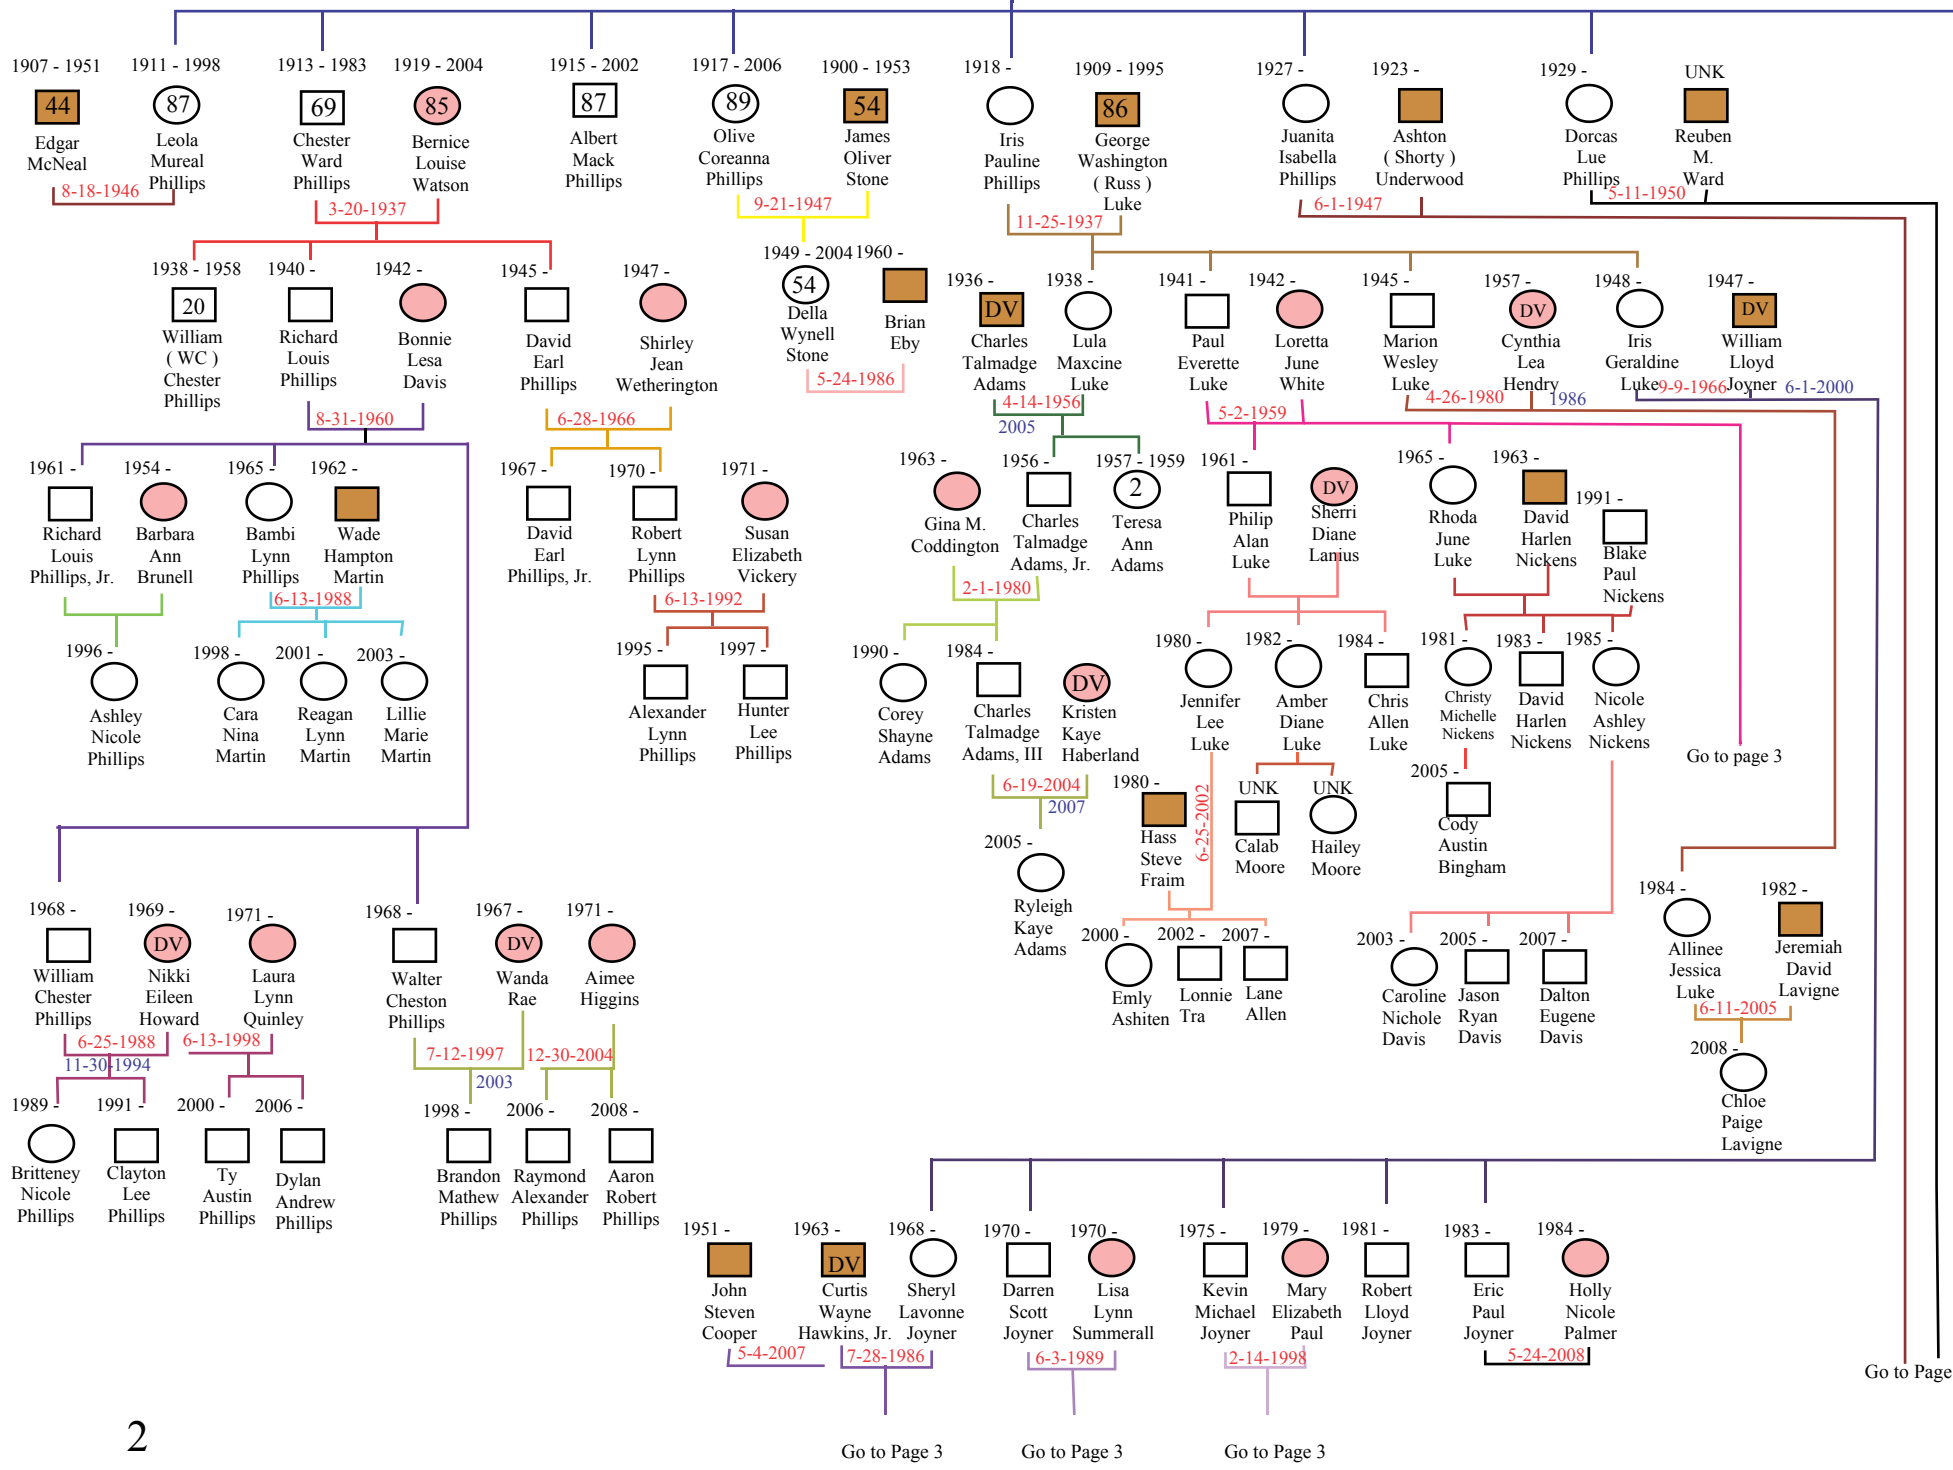 1907 - 1951
44
Edgar
McNeal
1911 - 1998
87
Leola
Mureal
Phillips
8-18-1946
1913 - 1983
69
Chester
Ward
Phillips
1919 - 2004
85
Bernice
Louise
Watson
3-20-1937
1915 - 2002
87
Albert
Mack
Phillips
1917 - 2006
89
Olive
Coreanna
Phillips
1900 - 1953
54
James
Oliver
Stone
9-21-1947
1918 -
Iris
Pauline
Phillips
1909 - 1995
86
George
Washington
( Russ )
Luke
11-25-1937
1927 -
Juanita
Isabella
Phillips
1923 -
Ashton
( Shorty )
Underwood
6-1-1947
1929 -
Dorcas
Lue
Phillips
UNK
Reuben
M.
Ward
5-11-1950
1938 - 1958
20
William
( WC )
Chester
Phillips
1940 -
Richard
Louis
Phillips
1942 -
Bonnie
Lesa
Davis
8-31-1960
1945 -
David
Earl
Phillips
1947 -
Shirley
Jean
Wetherington
6-28-1966
1949 - 2004
54
Della
Wynell
Stone
1960 -
Brian
Eby
5-24-1986
1936 -
DV
Charles
Talmadge
Adams
1938 -
Lula
Maxcine
Luke
4-14-1956
2005
1941 -
Paul
Everette
Luke
1942 -
Loretta
June
White
5-2-1959
1945 -
Marion
Wesley
Luke
1957 -
DV
Cynthia
Lea
Hendry
4-26-1980
1986
1948 -
Iris
Geraldine
Luke
1947 -
DV
William
Lloyd
Joyner
9-9-1966
6-1-2000
1961 -
Richard
Louis
Phillips, Jr.
1954 -
Barbara
Ann
Brunell
1965 -
Bambi
Lynn
Phillips
1962 -
Wade
Hampton
Martin
6-13-1988
1967 -
David
Earl
Phillips, Jr.
1970 -
Robert
Lynn
Phillips
1971 -
Susan
Elizabeth
Vickery
6-13-1992
1963 -
Gina M.
Coddington
1956 -
Charles
Talmadge
Adams, Jr.
2-1-1980
1957 - 1959
2
Teresa
Ann
Adams
1961 -
Philip
Alan
Luke
DV
Sherri
Diane
Lanius
1965 -
Rhoda
June
Luke
1963 -
David
Harlen
Nickens
1991 -
Blake
Paul
Nickens
1996 -
Ashley
Nicole
Phillips
1998 -
Cara
Nina
Martin
2001 -
Reagan
Lynn
Martin
2003 -
Lillie
Marie
Martin
1995 -
Alexander
Lynn
Phillips
1997 -
Hunter
Lee
Phillips
1990 -
Corey
Shayne
Adams
1984 -
Charles
Talmadge
Adams, III
DV
Kristen
Kaye
Haberland
6-19-2004
2007
1980 -
Jennifer
Lee
Luke
1982 -
Amber
Diane
Luke
1984 -
Chris
Allen
Luke
1981 -
Christy
Michelle
Nickens
1983 -
David
Harlen
Nickens
1985 -
Nicole
Ashley
Nickens
Go to page 3
1980 -
Hass
Steve
Fraim
6-25-2002
UNK
Calab
Moore
UNK
Hailey
Moore
2005 -
Cody
Austin
Bingham
2005 -
Ryleigh
Kaye
Adams
1968 -
William
Chester
Phillips
1969 -
DV
Nikki
Eileen
Howard
1971 -
Laura
Lynn
Quinley
6-25-1988
11-30-1994
6-13-1998
1968 -
Walter
Cheston
Phillips
1967 -
DV
Wanda
Rae
1971 -
Aimee
Higgins
7-12-1997
2003
12-30-2004
2000 -
Emly
Ashiten
2002 -
Lonnie
Tra
2007 -
Lane
Allen
2003 -
Caroline
Nichole
Davis
2005 -
Jason
Ryan
Davis
2007 -
Dalton
Eugene
Davis
1984 -
Allinee
Jessica
Luke
1982 -
Jeremiah
David
Lavigne
6-11-2005
2008 -
Chloe
Paige
Lavigne
1989 -
Britteney
Nicole
Phillips
1991 -
Clayton
Lee
Phillips
2000 -
Ty
Austin
Phillips
2006 -
Dylan
Andrew
Phillips
1998 -
Brandon
Mathew
Phillips
2006 -
Raymond
Alexander
Phillips
2008 -
Aaron
Robert
Phillips
1951 -
John
Steven
Cooper
1963 -
DV
Curtis
Wayne
Hawkins, Jr.
1968 -
Sheryl
Lavonne
Joyner
5-4-2007
7-28-1986
1970 -
Darren
Scott
Joyner
1970 -
Lisa
Lynn
Summerall
6-3-1989
1975 -
Kevin
Michael
Joyner
1979 -
Mary
Elizabeth
Paul
2-14-1998
1981 -
Robert
Lloyd
Joyner
1983 -
Eric
Paul
Joyner
1984 -
Holly
Nicole
Palmer
5-24-2008
Go to Page
Go to Page 3
Go to Page 3
Go to Page 3
2